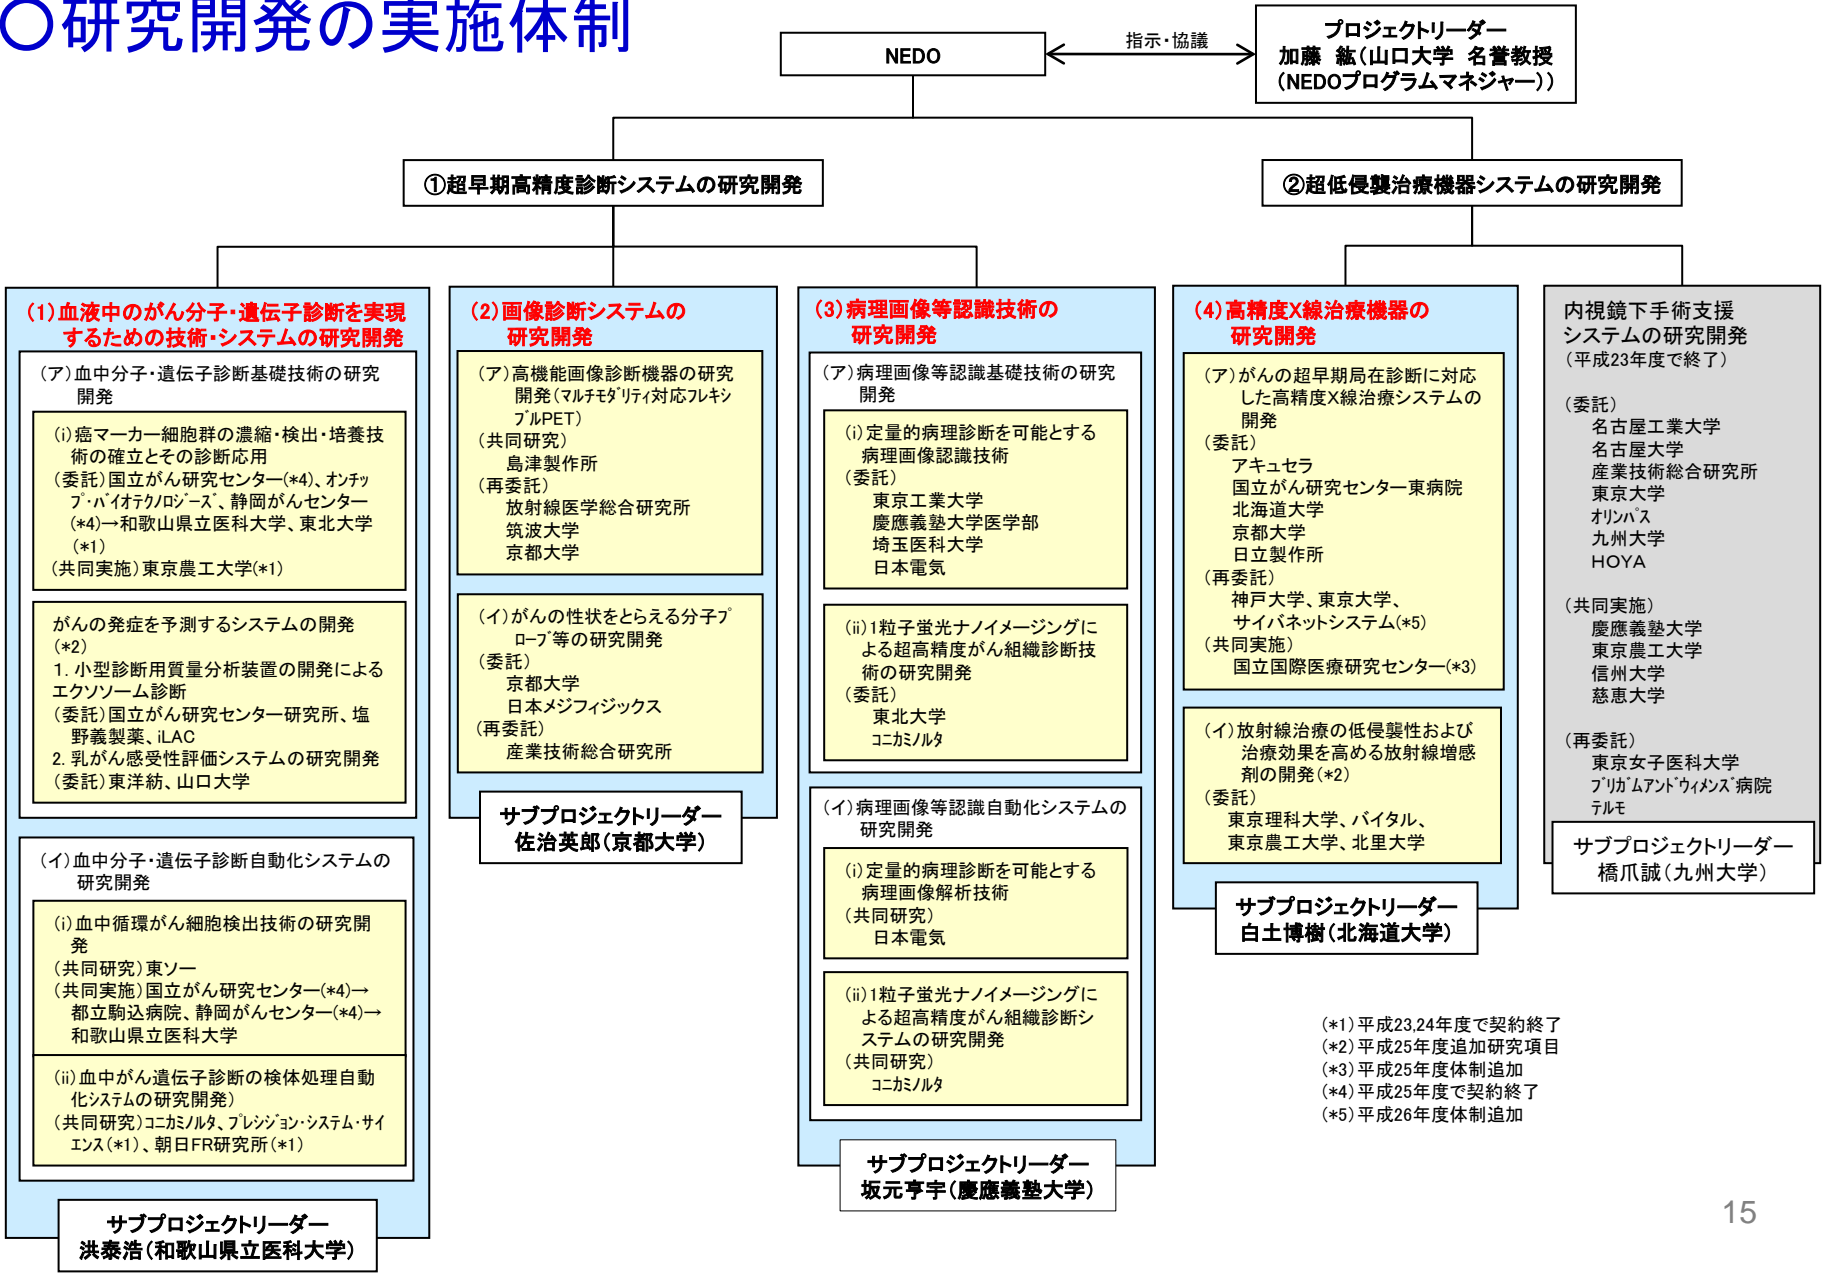 〇研究開発の実施体制
NEDO
指示・協議
プロジェクトリーダー
加藤 紘(山口大学 名誉教授
(NEDOプログラムマネジャー))
①超早期高精度診断システムの研究開発
②超低侵襲治療機器システムの研究開発
(1)血液中のがん分子・遺伝子診断を実現
するための技術・システムの研究開発
(ア)血中分子・遺伝子診断基礎技術の研究
開発
(i)癌マーカー細胞群の濃縮・検出・培養技
術の確立とその診断応用
(委託)国立がん研究センター(*4)、オンチッ
プ・バイオテクノロジーズ、静岡がんセンター
(*4)→和歌山県立医科大学、東北大学
(*1)
(共同実施)東京農工大学(*1)
がんの発症を予測するシステムの開発
(*2)
1. 小型診断用質量分析装置の開発による
エクソソーム診断
(委託)国立がん研究センター研究所、塩
野義製薬、iLAC
2. 乳がん感受性評価システムの研究開発
(委託)東洋紡、山口大学
(イ)血中分子・遺伝子診断自動化システムの
研究開発
(i)血中循環がん細胞検出技術の研究開
発
(共同研究)東ソー
(共同実施)国立がん研究センター(*4)→
都立駒込病院、静岡がんセンター(*4)→
和歌山県立医科大学
(ii)血中がん遺伝子診断の検体処理自動
化システムの研究開発)
(共同研究)コニカミノルタ、プレシジョン・システム・サイ
エンス(*1)、朝日FR研究所(*1)
サブプロジェクトリーダー
洪泰浩(和歌山県立医科大学)
(2)画像診断システムの
研究開発
(ア)高機能画像診断機器の研究
開発(マルチモダリティ対応フレキシ
ブルPET)
(共同研究)
島津製作所
(再委託)
放射線医学総合研究所
筑波大学
京都大学
(イ)がんの性状をとらえる分子プ
ローブ等の研究開発
(委託)
京都大学
日本メジフィジックス
(再委託)
産業技術総合研究所
サブプロジェクトリーダー
佐治英郎(京都大学)
(3)病理画像等認識技術の
研究開発
(ア)病理画像等認識基礎技術の研究
開発
(i)定量的病理診断を可能とする
病理画像認識技術
(委託)
東京工業大学
慶應義塾大学医学部
埼玉医科大学
日本電気
(ii)1粒子蛍光ナノイメージングに
よる超高精度がん組織診断技
術の研究開発
(委託)
東北大学
コニカミノルタ
(イ)病理画像等認識自動化システムの
研究開発
(i)定量的病理診断を可能とする
病理画像解析技術
(共同研究)
日本電気
(ii)1粒子蛍光ナノイメージングに
よる超高精度がん組織診断シ
ステムの研究開発
(共同研究)
コニカミノルタ
サブプロジェクトリーダー
坂元亨宇(慶應義塾大学)
(4)高精度X線治療機器の
研究開発
(ア)がんの超早期局在診断に対応
した高精度X線治療システムの
開発
(委託)
アキュセラ
国立がん研究センター東病院
北海道大学
京都大学
日立製作所
(再委託)
神戸大学、東京大学、
サイバネットシステム(*5)
(共同実施)
国立国際医療研究センター(*3)
(イ)放射線治療の低侵襲性および
治療効果を高める放射線増感
剤の開発(*2)
(委託)
東京理科大学、バイタル、
東京農工大学、北里大学
サブプロジェクトリーダー
白土博樹(北海道大学)
内視鏡下手術支援
システムの研究開発
(平成23年度で終了)
(委託)
名古屋工業大学
名古屋大学
産業技術総合研究所
東京大学
オリンパス
九州大学
HOYA
(共同実施)
慶應義塾大学
東京農工大学
信州大学
慈恵大学
(再委託)
東京女子医科大学
ブリガムアンドウィメンズ病院
テルモ
サブプロジェクトリーダー
橋爪誠(九州大学)
(*1)平成23,24年度で契約終了
(*2)平成25年度追加研究項目
(*3)平成25年度体制追加
(*4)平成25年度で契約終了
(*5)平成26年度体制追加
15